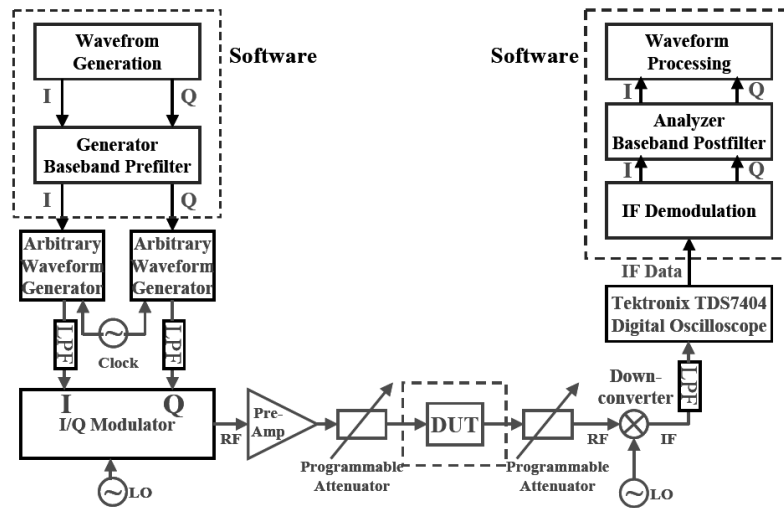 Wavefrom
Generation
I
Q
Software
Generator
Baseband Prefilter
I
Q
Arbitrary
Waveform
Generator
Arbitrary
Waveform
Generator
LPF
Clock
LPF
I
Q
I/Q Modulator
LO
RF
Pre-
Amp
Programmable
Attenuator
DUT
Programmable
Attenuator
RF
IF
LO
Down-
converter
LPF
Tektronix TDS7404
Digital Oscilloscope
IF Data
Software
Waveform
Processing
I
Q
Analyzer
Baseband Postfilter
I
Q
IF Demodulation